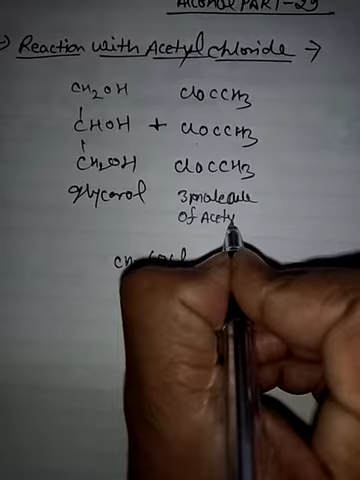 Alcohol PART-29
Reaction with Acetyl chloride →
CH2OH ClOCCH3
CHOH + ClOCCH3
CH2OH ClOCCH3
glycerol 3 molecule
of Acety